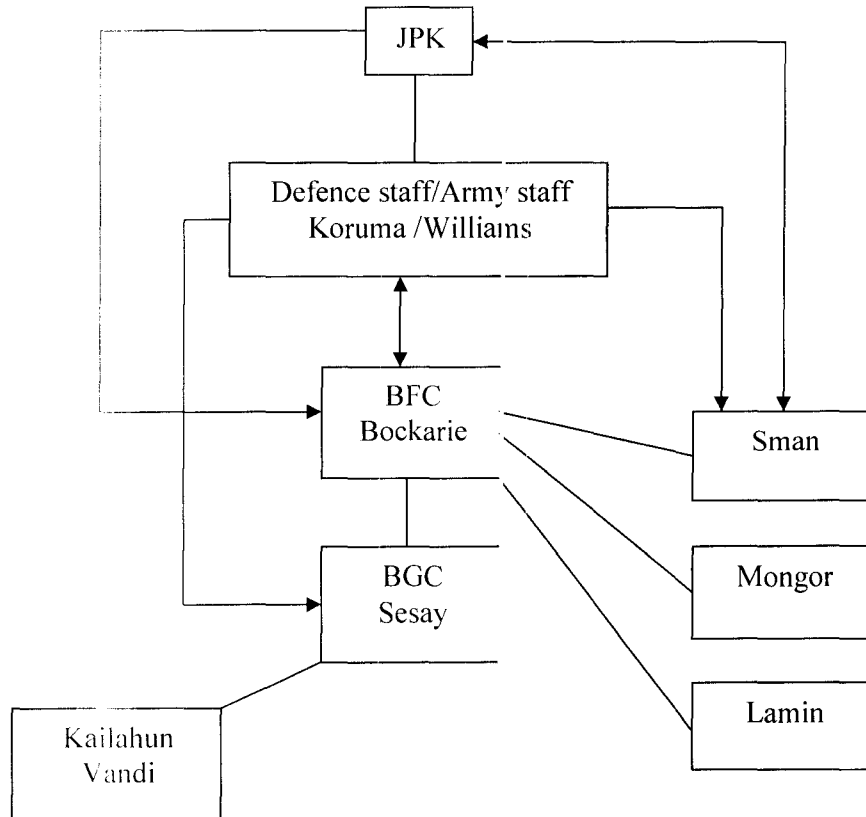 JPK
Defence staff/Army staff
Koruma /Williams
BFC
Bockarie
Sman
BGC
Sesay
Mongor
Lamin
Kailahun
Vandi